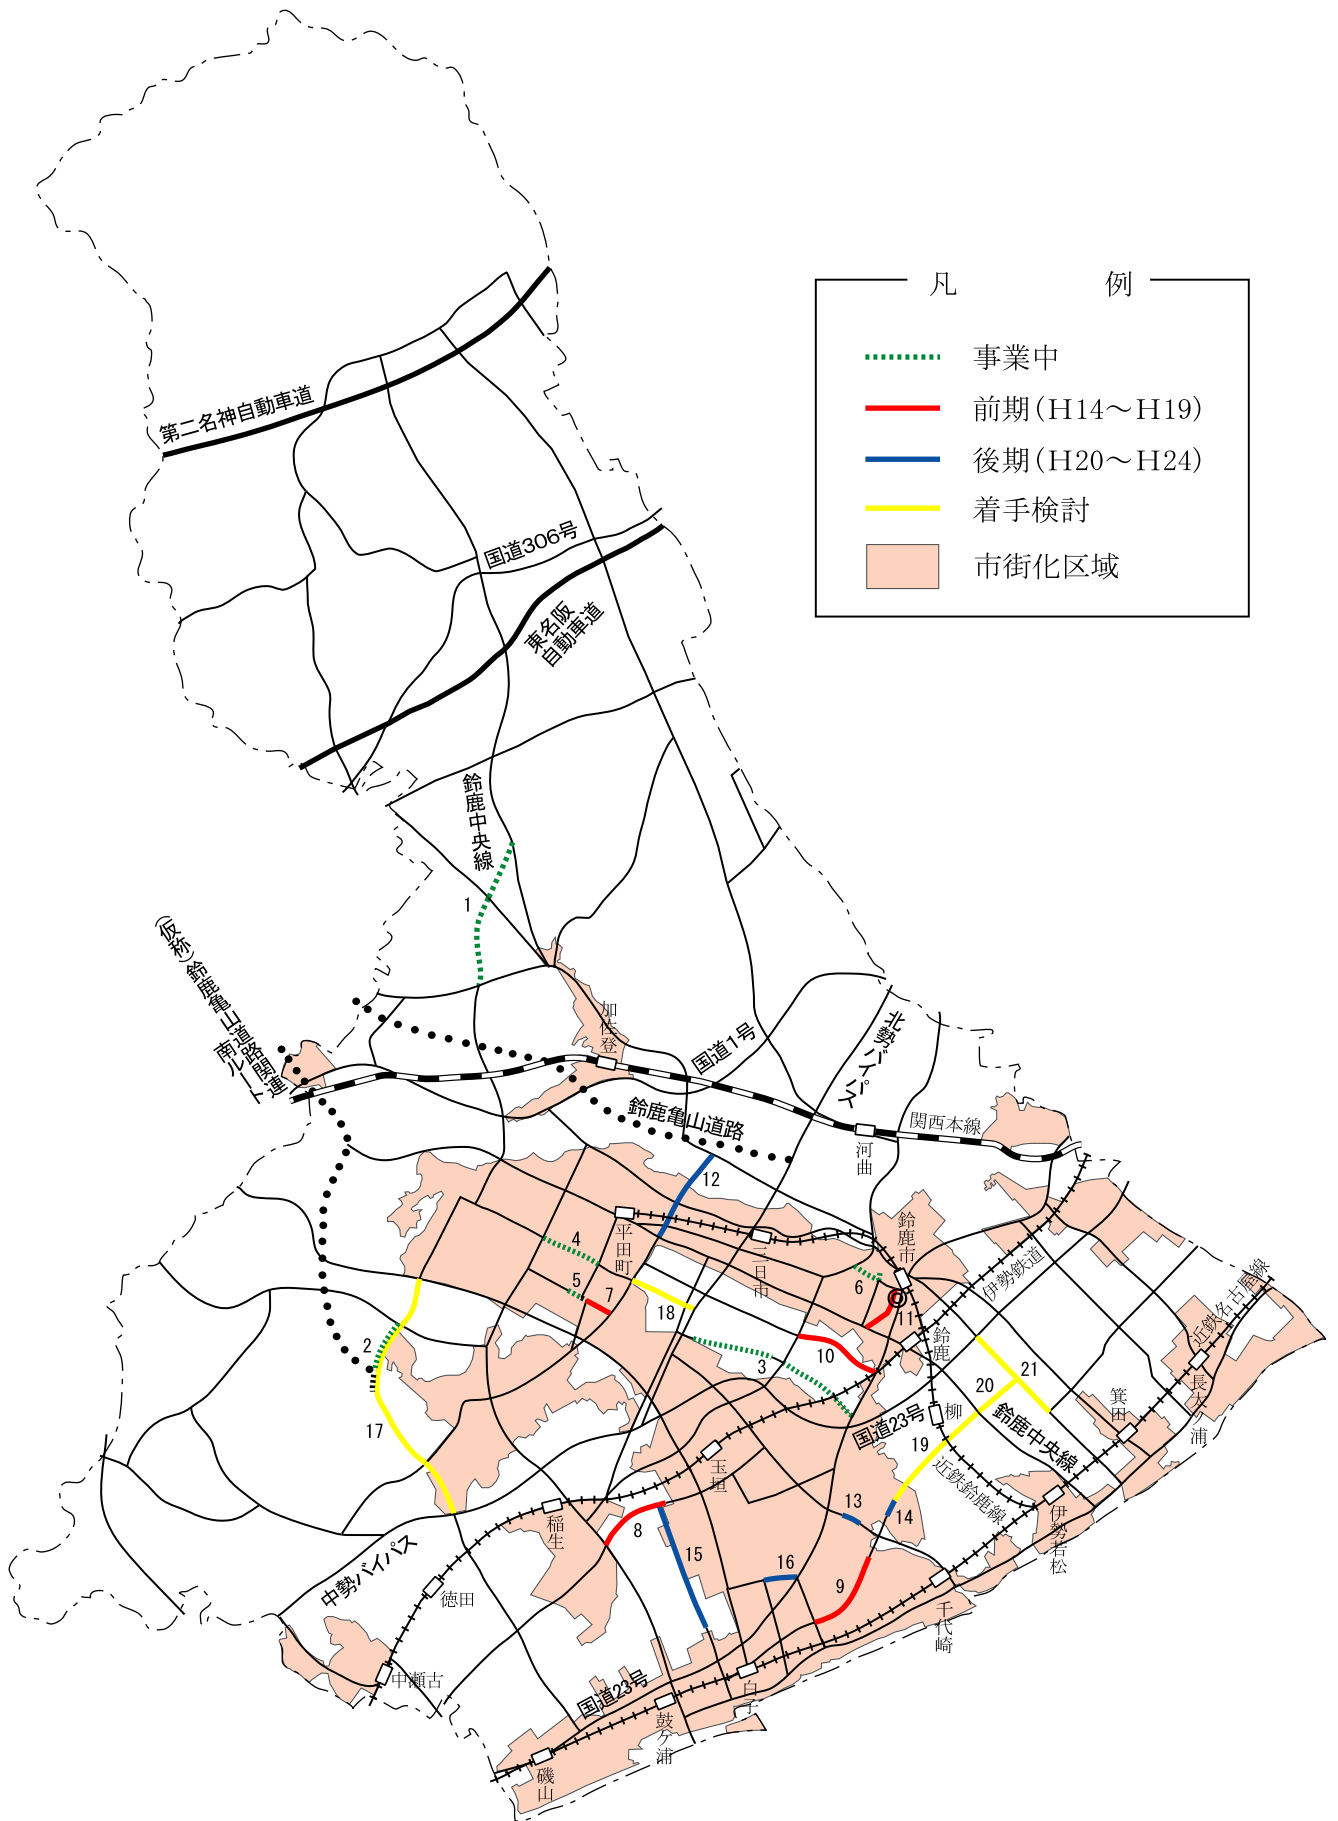 凡 例
事業中
前期(H14～H19)
後期(H20～H24)
着手検討
市街化区域
第二名神自動車道
国道306号
東名阪
自動車道
鈴鹿中央線
1
(仮称)鈴鹿亀山道路関連
南ルート
加佐登
国道1号
北勢バイパス
鈴鹿亀山道路
関西本線
河曲
12
平田町
三日市
鈴鹿市
伊勢鉄道
近鉄名古屋線
4
5
7
18
6
11
鈴鹿
2
3
10
20
21
長太ノ浦
箕田
柳
国道23号
鈴鹿中央線
17
19
近鉄鈴鹿線
玉垣
13
14
伊勢若松
稲生
8
15
16
9
中勢バイパス
徳田
千代崎
中瀬古
国道23号
白子
鼓ヶ浦
磯山